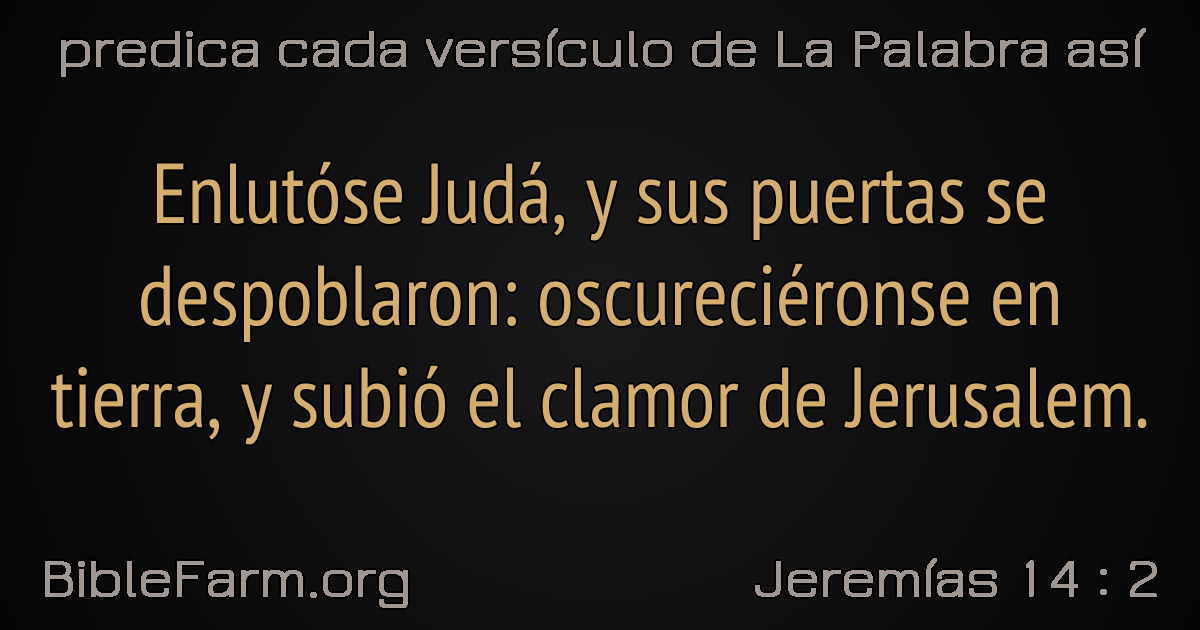 predica cada versículo de La Palabra así
Enlutóse Judá, y sus puertas se
despoblaron: oscureciéronse en
tierra, y subió el clamor de Jerusalem.
BibleFarm.org
Jeremías 14 : 2